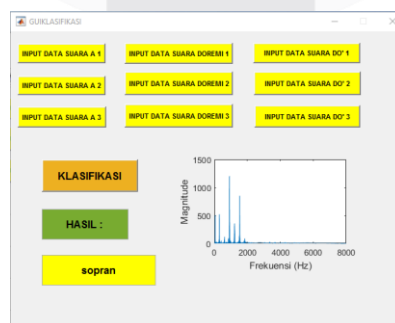 GUIKLASIFIKASI
INPUT DATA SUARA A 1
INPUT DATA SUARA DOREMI 1
INPUT DATA SUARA DO' 1
INPUT DATA SUARA A 2
INPUT DATA SUARA DOREMI 2
INPUT DATA SUARA DO' 2
INPUT DATA SUARA A 3
INPUT DATA SUARA DOREMI 3
INPUT DATA SUARA DO' 3
KLASIFIKASI
HASIL :
sopran
1500
1000
500
0
Magnitude
0 2000 4000 6000 8000
Frekuensi (Hz)